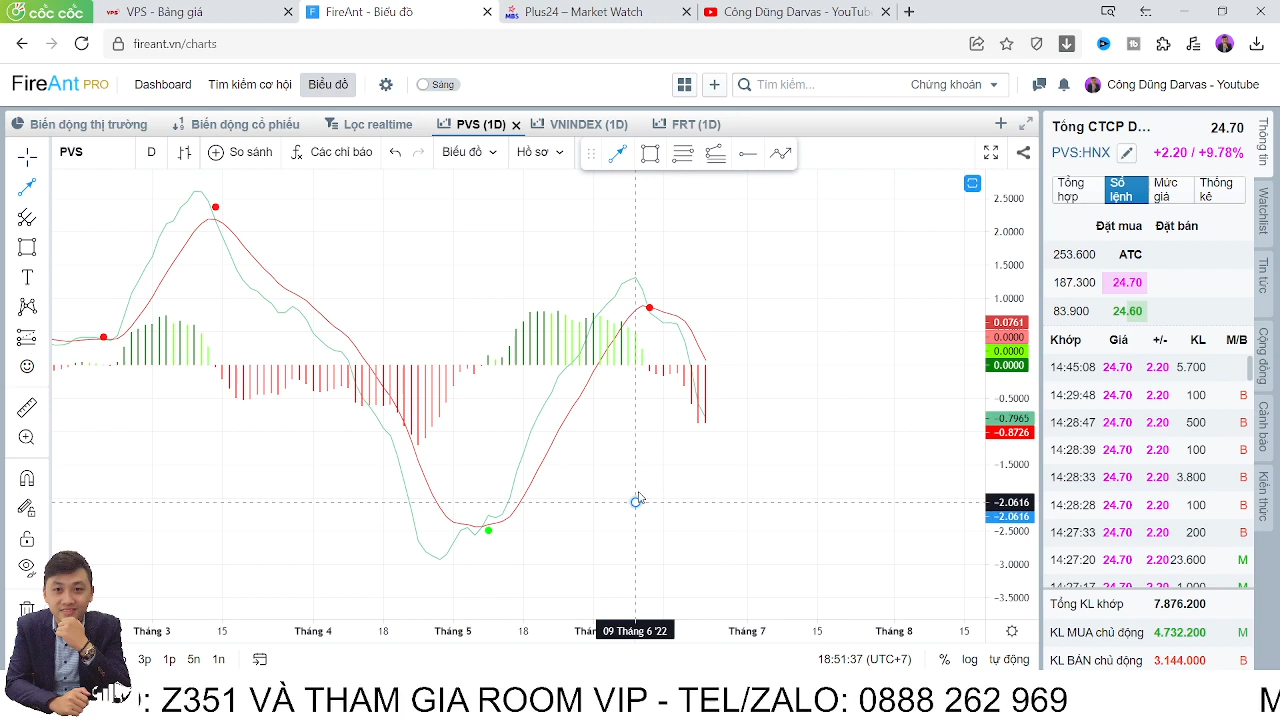 cốc cốc
VPS - Bảng giá
FireAnt - Biểu đồ
MBS Plus24 – Market Watch
Công Dũng Darvas - YouTube
fireant.vn/charts
FireAnt PRO
Dashboard
Tìm kiếm cơ hội
Biểu đồ
Sáng
Tìm kiếm...
Chứng khoán
Công Dũng Darvas - Youtube
Biến động thị trường
Biến động cổ phiếu
Lọc realtime
PVS (1D)
VNINDEX (1D)
FRT (1D)
PVS
D
So sánh
Các chỉ báo
Biểu đồ
Hồ sơ
2.5000
2.0000
1.5000
1.0000
0.0761
0.0000
0.0000
0.0000
−0.5000
−0.7965
−0.8726
−1.5000
−2.0616
−2.0616
−2.5000
−3.0000
−3.5000
Tháng 3
15
Tháng 4
18
Tháng 5
18
09 Tháng 6 '22
Tháng 7
15
Tháng 8
15
3p
1p
5n
1n
18:51:37 (UTC+7)
%
log
tự động
Tổng CTCP D... 24.70
PVS:HNX +2.20 / +9.78%
Tổng hợp
Sổ lệnh
Mức giá
Thống kê
Đặt mua Đặt bán
253.600 ATC
187.300 24.70
83.900 24.60
Khớp Giá +/- KL M/B
14:45:08 24.70 2.20 5.700
14:29:48 24.70 2.20 100 B
14:28:47 24.70 2.20 500 B
14:28:39 24.70 2.20 100 B
14:28:33 24.70 2.20 3.800 B
14:28:28 24.70 2.20 100 B
14:27:33 24.70 2.20 200 B
14:27:20 24.70 2.20 23.600 M
14:27:17 24.70 2.20 1.000 M
Tổng KL khớp 7.876.200
KL MUA chủ động 4.732.200 M
KL BÁN chủ động 3.144.000 B
Thông tin
Watchlist
Tin tức
Cộng đồng
Cảnh báo
Kiến thức
: Z351 VÀ THAM GIA ROOM VIP - TEL/ZALO: 0888 262 969
M